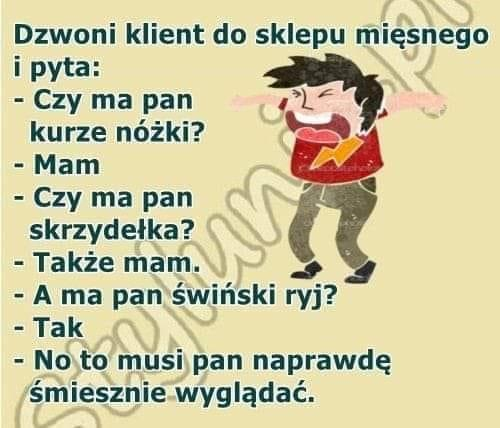 Dzwoni klient do sklepu mięsnego
i pyta:
- Czy ma pan
kurze nóżki?
- Mam
- Czy ma pan
skrzydełka?
- Także mam.
- A ma pan świński ryj?
- Tak
- No to musi pan naprawdę
śmiesznie wyglądać.